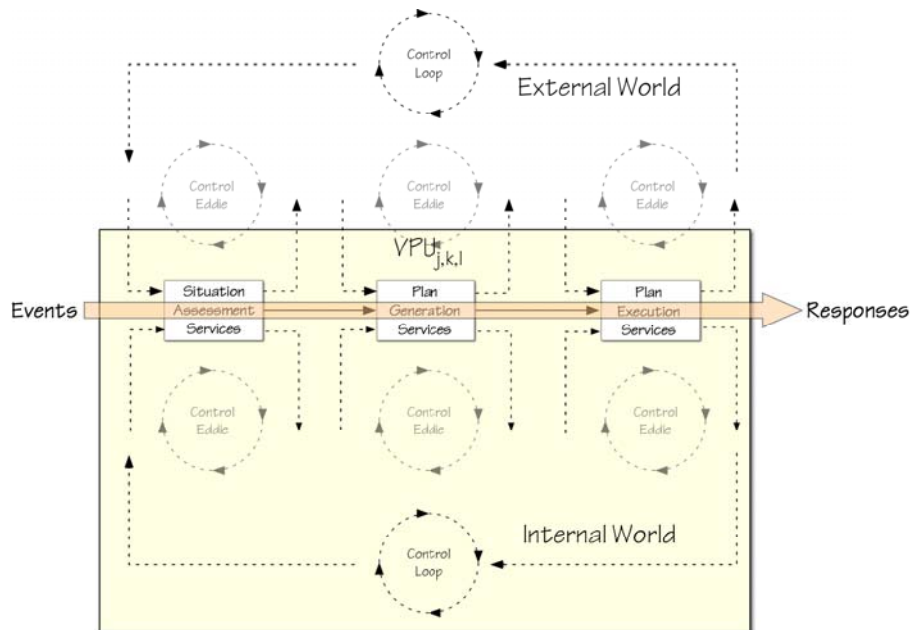 Control
Loop
External World
Control
Eddie
Control
Eddie
Control
Eddie
VPU j,k,l
Situation
Assessment
Services
Plan
Generation
Services
Plan
Execution
Services
Events
Responses
Control
Eddie
Control
Eddie
Control
Eddie
Internal World
Control
Loop